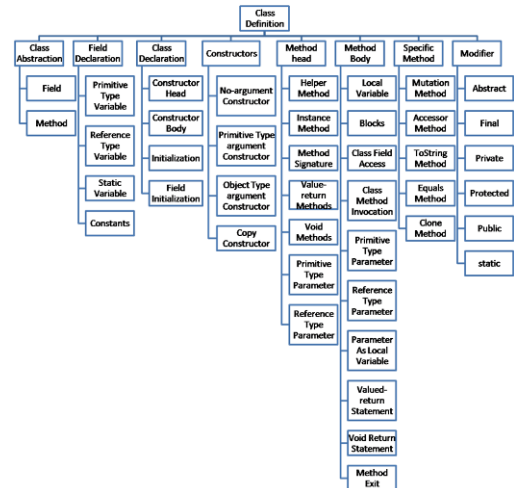 Class
Definition
Class
Abstraction
Field
Declaration
Class
Declaration
Constructors
Method
head
Method
Body
Specific
Method
Modifier
Field
Method
Primitive
Type
Variable
Reference
Type
Variable
Static
Variable
Constants
Constructor
Head
Constructor
Body
Initialization
Field
Initialization
No-argument
Constructor
Primitive Type
argument
Constructor
Object Type
argument
Constructor
Copy
Constructor
Helper
Method
Instance
Method
Method
Signature
Value-
return
Methods
Void
Methods
Primitive
Type
Parameter
Reference
Type
Parameter
Local
Variable
Blocks
Class Field
Access
Class
Method
Invocation
Primitive
Type
Parameter
Reference
Type
Parameter
Parameter
As Local
Variable
Valued-
return
Statement
Void Return
Statement
Method
Exit
Mutation
Method
Accessor
Method
ToString
Method
Equals
Method
Clone
Method
Abstract
Final
Private
Protected
Public
static